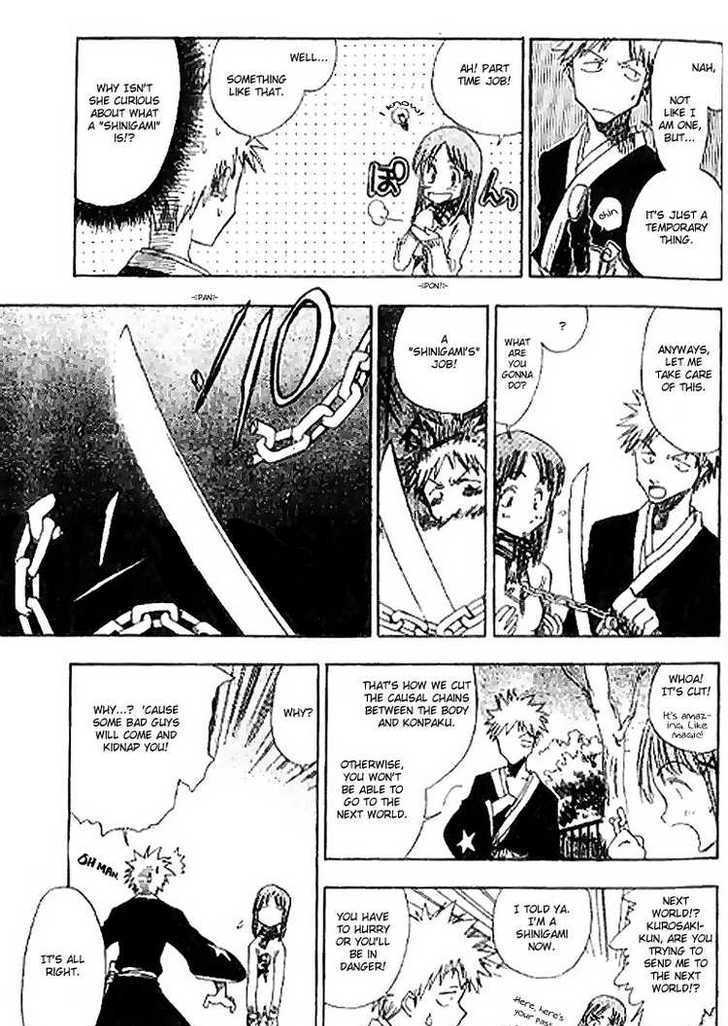 NAH,
NOT
LIKE I
AM ONE,
BUT...
IT'S JUST A
TEMPORARY
THING.
shin
AH! PART
TIME JOB!
know!
ぽ
んっ
-<PON!>-
WELL...
SOMETHING
LIKE THAT.
WHY ISN'T
SHE CURIOUS
ABOUT WHAT
A "SHINIGAMI"
IS!?
ANYWAYS,
LET ME
TAKE CARE
OF THIS.
?
WHAT
ARE
YOU
GONNA
DO?
A
"SHINIGAMI'S"
JOB!
-<PAN>-
WHOA!
IT'S CUT!
It's amaz-
ing. Like
magic!
THAT'S HOW WE CUT
THE CAUSAL CHAINS
BETWEEN THE BODY
AND KONPAKU.
OTHERWISE,
YOU WON'T
BE ABLE TO
GO TO THE
NEXT WORLD.
WHY?
WHY...? 'CAUSE
SOME BAD GUYS
WILL COME AND
KIDNAP YOU!
OH MAN.
IT'S ALL
RIGHT.
NEXT
WORLD!?
KUROSAKI-
KUN, ARE YOU
TRYING TO
SEND ME TO
THE NEXT
WORLD!?
I TOLD YA.
I'M A
SHINIGAMI
NOW.
Here, here's
your pass
YOU HAVE
TO HURRY
OR YOU'LL
BE IN
DANGER!